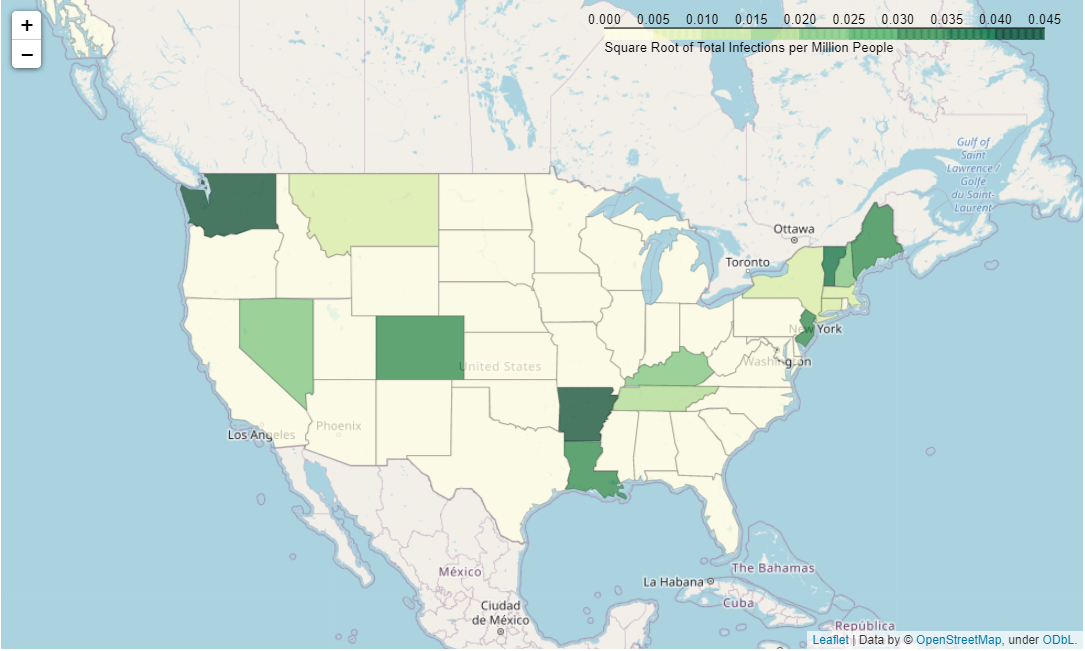 +
−
0.000 0.005 0.010 0.015 0.020 0.025 0.030 0.035 0.040 0.045
Square Root of Total Infections per Million People
Gulf of
Saint
Lawrence /
Golfe
du Saint-
Laurent
Ottawa
Toronto
New York
Washington
United States
Los Angeles
Phoenix
México
Ciudad
de México
La Habana
The Bahamas
Cuba
República
Leaflet | Data by © OpenStreetMap, under ODbL.